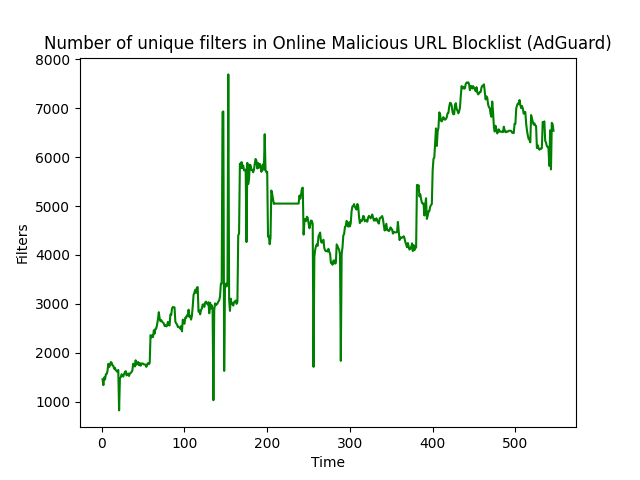 Number of unique filters in Online Malicious URL Blocklist (AdGuard)
8000
7000
6000
5000
4000
3000
2000
1000
Filters
0 100 200 300 400 500
Time